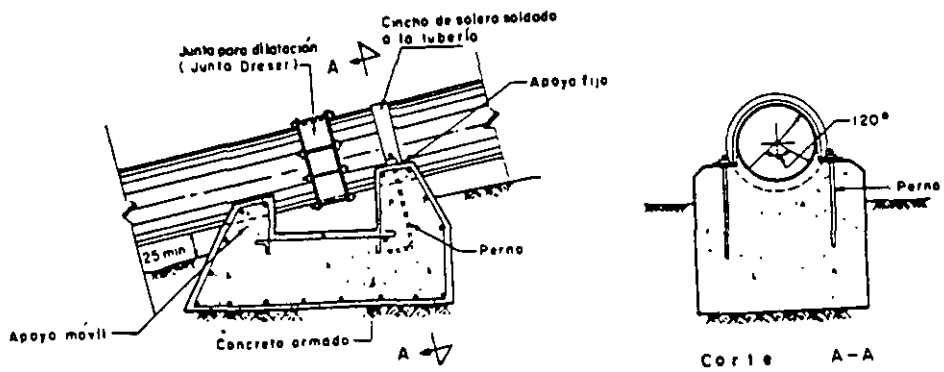 Junta para dilatación
( Junta Dreser)
A
Cincho de solera soldado
a la tubería
Apoyo fijo
25 min
Perno
Apoyo móvil
Concreto armado
A
120°
Perno
Corte A-A